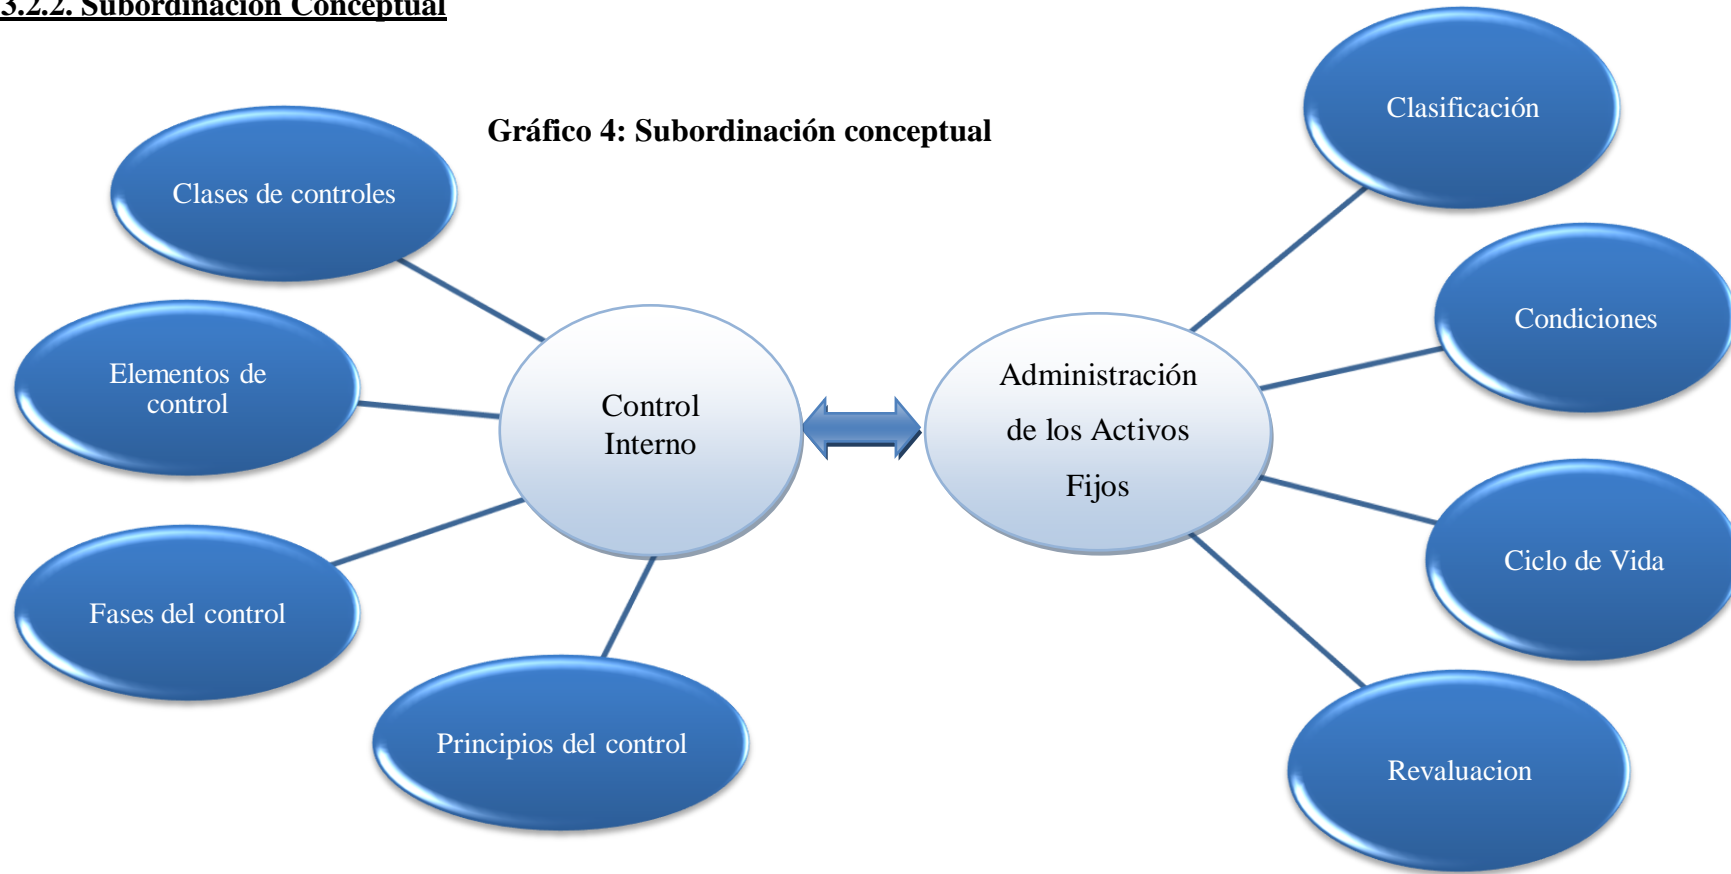 3.2.2. Subordinación Conceptual
Gráfico 4: Subordinación conceptual
Clases de controles
Elementos de
control
Fases del control
Principios del control
Control
Interno
Administración
de los Activos
Fijos
Clasificación
Condiciones
Ciclo de Vida
Revaluacion